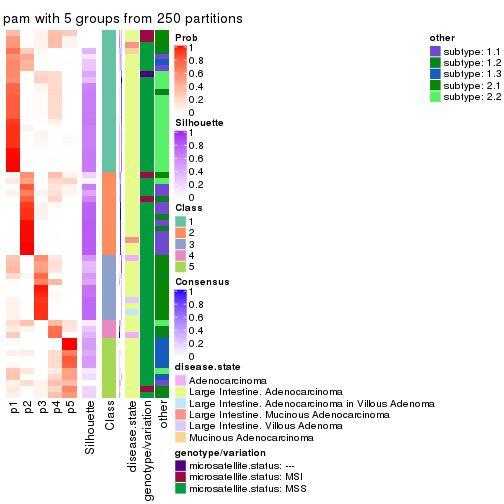 pam with 5 groups from 250 partitions
Prob
1
0.8
0.6
0.4
0.2
0
Silhouette
1
0.8
0.6
0.4
0.2
0
Class
1
2
3
4
5
Consensus
1
0.8
0.6
0.4
0.2
0
disease.state
Adenocarcinoma
Large Intestine. Adenocarcinoma
Large Intestine. Adenocarcinoma in Villous Adenoma
Large Intestine. Mucinous Adenocarcinoma
Large Intestine. Villous Adenoma
Mucinous Adenocarcinoma
genotype/variation
microsatellite.status: ---
microsatellite.status: MSI
microsatellite.status: MSS
other
subtype: 1.1
subtype: 1.2
subtype: 1.3
subtype: 2.1
subtype: 2.2
p1
p2
p3
p4
p5
Silhouette
Class
disease.state
genotype/variation
other